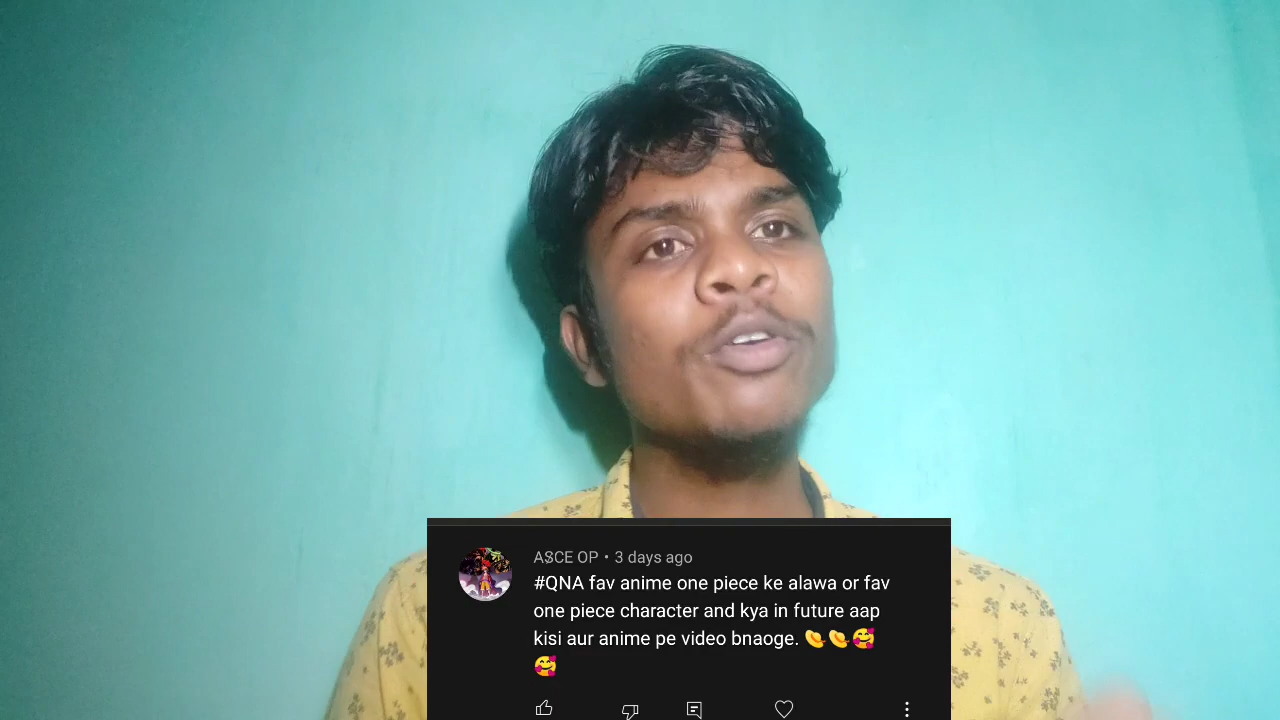 A$CE OP • 3 days ago
#QNA fav anime one piece ke alawa or fav
one piece character and kya in future aap
kisi aur anime pe video bnaoge. 👒👒🥰
🥰